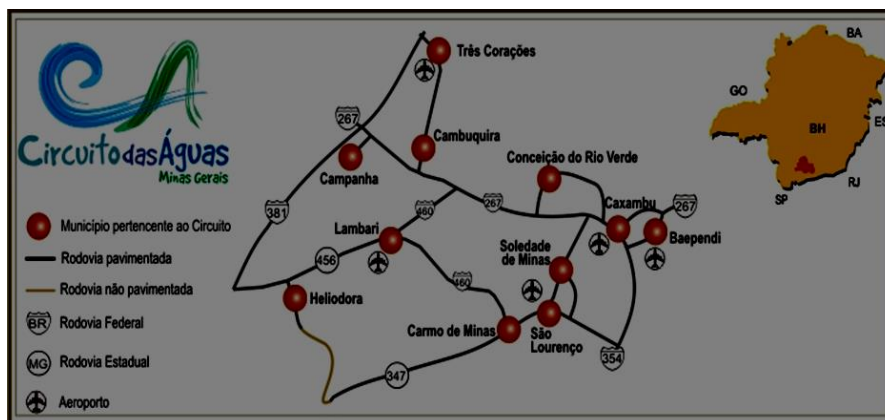 Circuito das Águas
Minas Gerais
Município pertencente ao Circuito
Rodovia pavimentada
Rodovia não pavimentada
BR Rodovia Federal
MG Rodovia Estadual
Aeroporto
Três Corações
267
Cambuquira
Campanha
Conceição do Rio Verde
381
460
267
Caxambu
267
Lambari
Baependi
456
Soledade
de Minas
460
Heliodora
Carmo de Minas
São
Lourenço
354
347
BA
GO
ES
BH
RJ
SP